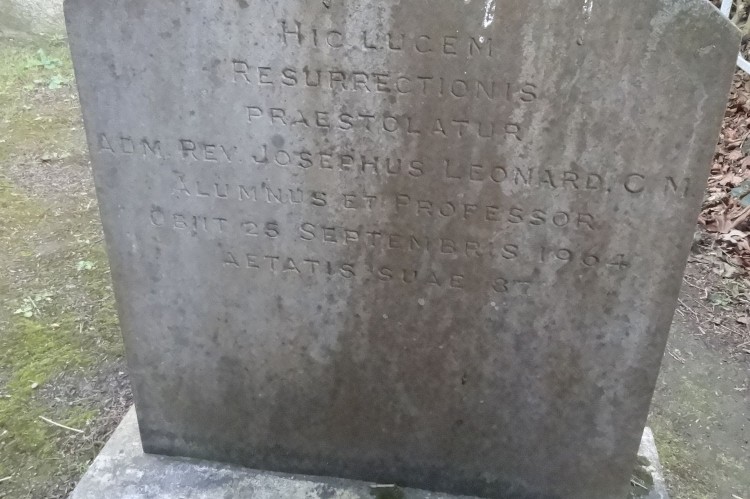 HIC LUCEM
RESURRECTIONIS
PRAESTOLATUR
ADM. REV. JOSEPHUS LEONARD, C.M.
ALUMNUS ET PROFESSOR
OBIIT 25 SEPTEMBRIS 1964
AETATIS SUAE 87